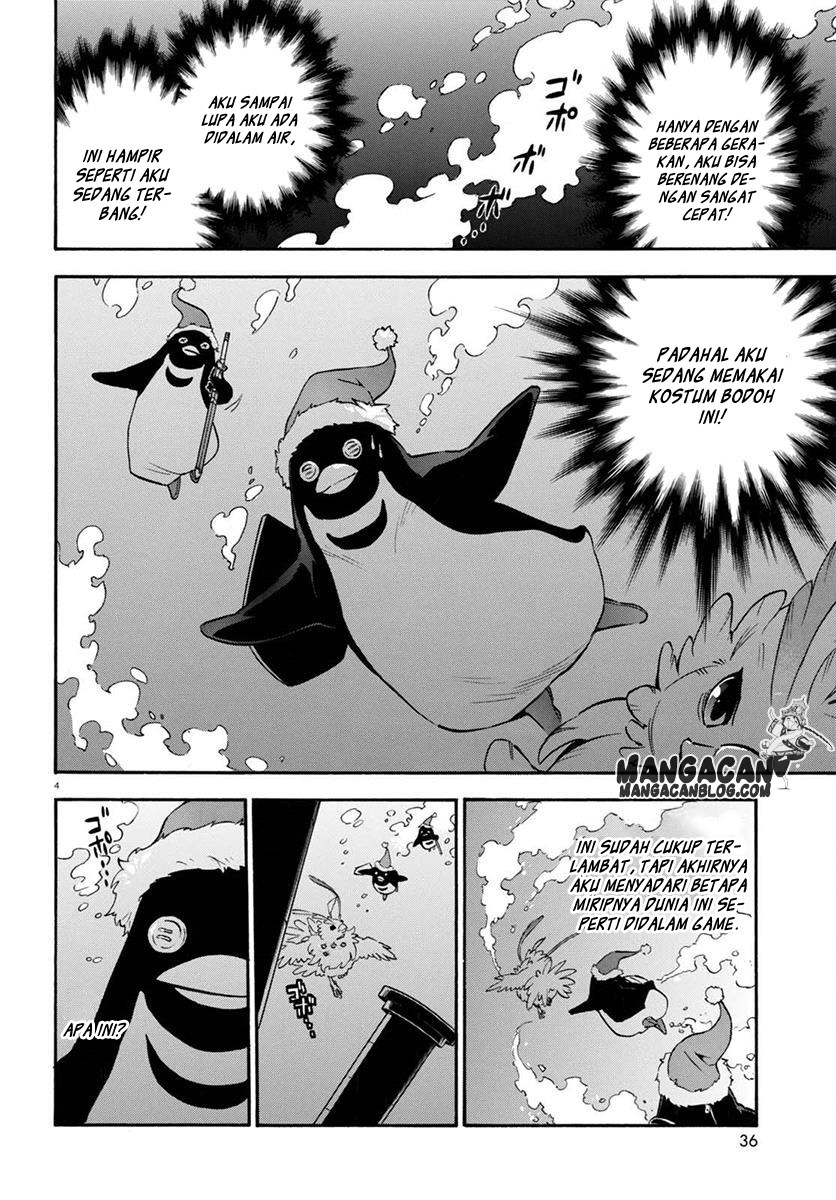 HANYA DENGAN
BEBERAPA GERA-
KAN, AKU BISA
BERENANG DE-
NGAN SANGAT
CEPAT!
ゴポ…
ボ…
AKU SAMPAI
LUPA AKU ADA
DIDALAM AIR,
INI HAMPIR
SEPERTI AKU
SEDANG TER-
BANG!
PADAHAL AKU
SEDANG MEMAKAI
KOSTUM BODOH
INI!
MANGACAN
MANGACANBLOG.COM
4
INI SUDAH CUKUP TER-
LAMBAT, TAPI AKHIRNYA
AKU MENYADARI BETAPA
MIRIPNYA DUNIA INI SE-
PERTI DIDALAM GAME.
ゴボ…
ゴボ…
APA INI?
36